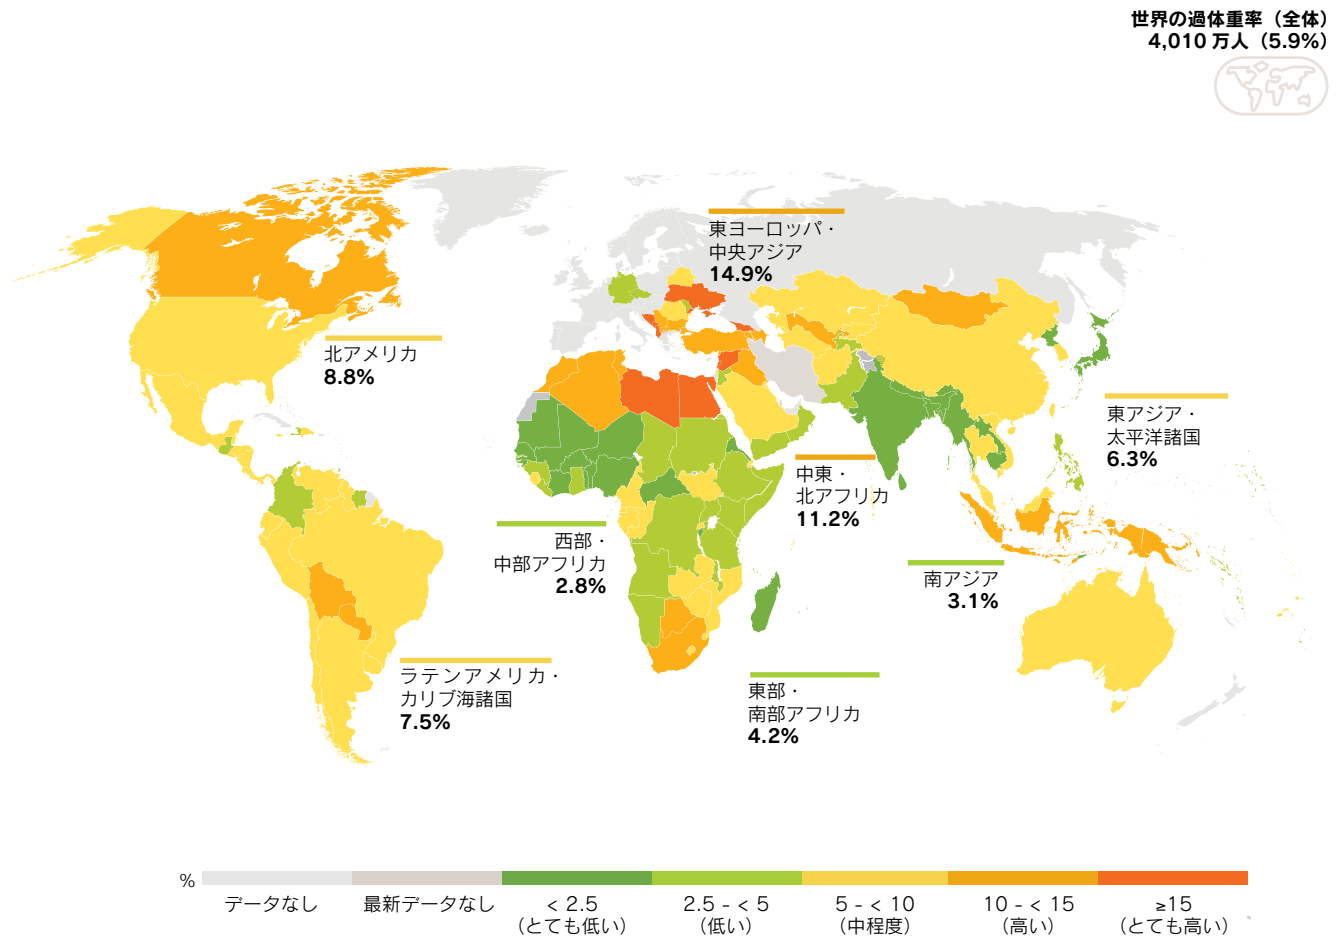 世界の過体重率（全体）
4,010 万人（5.9%）
東ヨーロッパ・
中央アジア
14.9%
北アメリカ
8.8%
東アジア・
太平洋諸国
6.3%
中東・
北アフリカ
11.2%
西部・
中部アフリカ
2.8%
南アジア
3.1%
ラテンアメリカ・
カリブ海諸国
7.5%
東部・
南部アフリカ
4.2%
%
データなし
最新データなし
< 2.5
（とても低い）
2.5 - < 5
（低い）
5 - < 10
（中程度）
10 - < 15
（高い）
≥15
（とても高い）